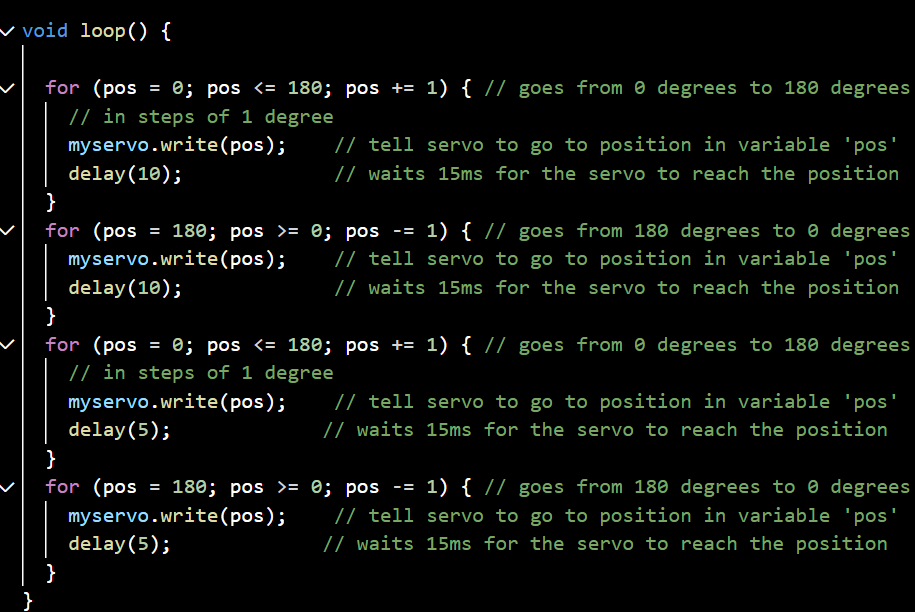 void loop() {
for (pos = 0; pos <= 180; pos += 1) { // goes from 0 degrees to 180 degrees
// in steps of 1 degree
myservo.write(pos);    // tell servo to go to position in variable 'pos'
delay(10);             // waits 15ms for the servo to reach the position
}
for (pos = 180; pos >= 0; pos -= 1) { // goes from 180 degrees to 0 degrees
myservo.write(pos);    // tell servo to go to position in variable 'pos'
delay(10);             // waits 15ms for the servo to reach the position
}
for (pos = 0; pos <= 180; pos += 1) { // goes from 0 degrees to 180 degrees
// in steps of 1 degree
myservo.write(pos);    // tell servo to go to position in variable 'pos'
delay(5);             // waits 15ms for the servo to reach the position
}
for (pos = 180; pos >= 0; pos -= 1) { // goes from 180 degrees to 0 degrees
myservo.write(pos);    // tell servo to go to position in variable 'pos'
delay(5);             // waits 15ms for the servo to reach the position
}
}